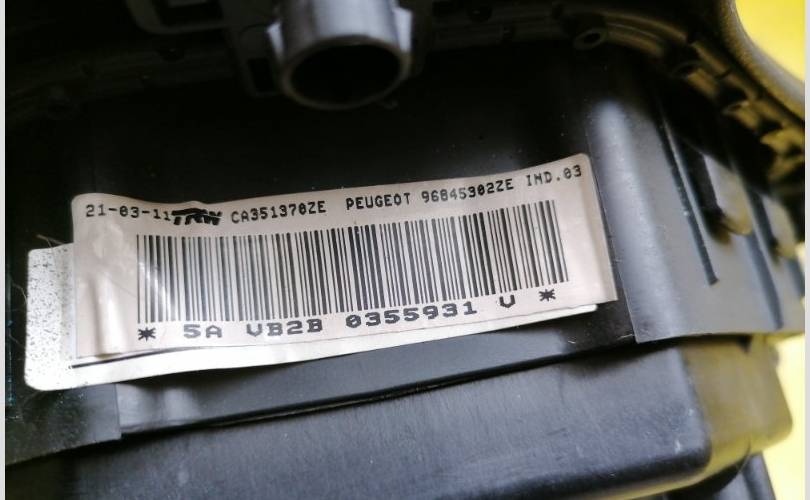 21-03-11 TRW CA351370ZE PEUGEOT 96845302ZE IND.03
* 5A VB2B 0355931 V *